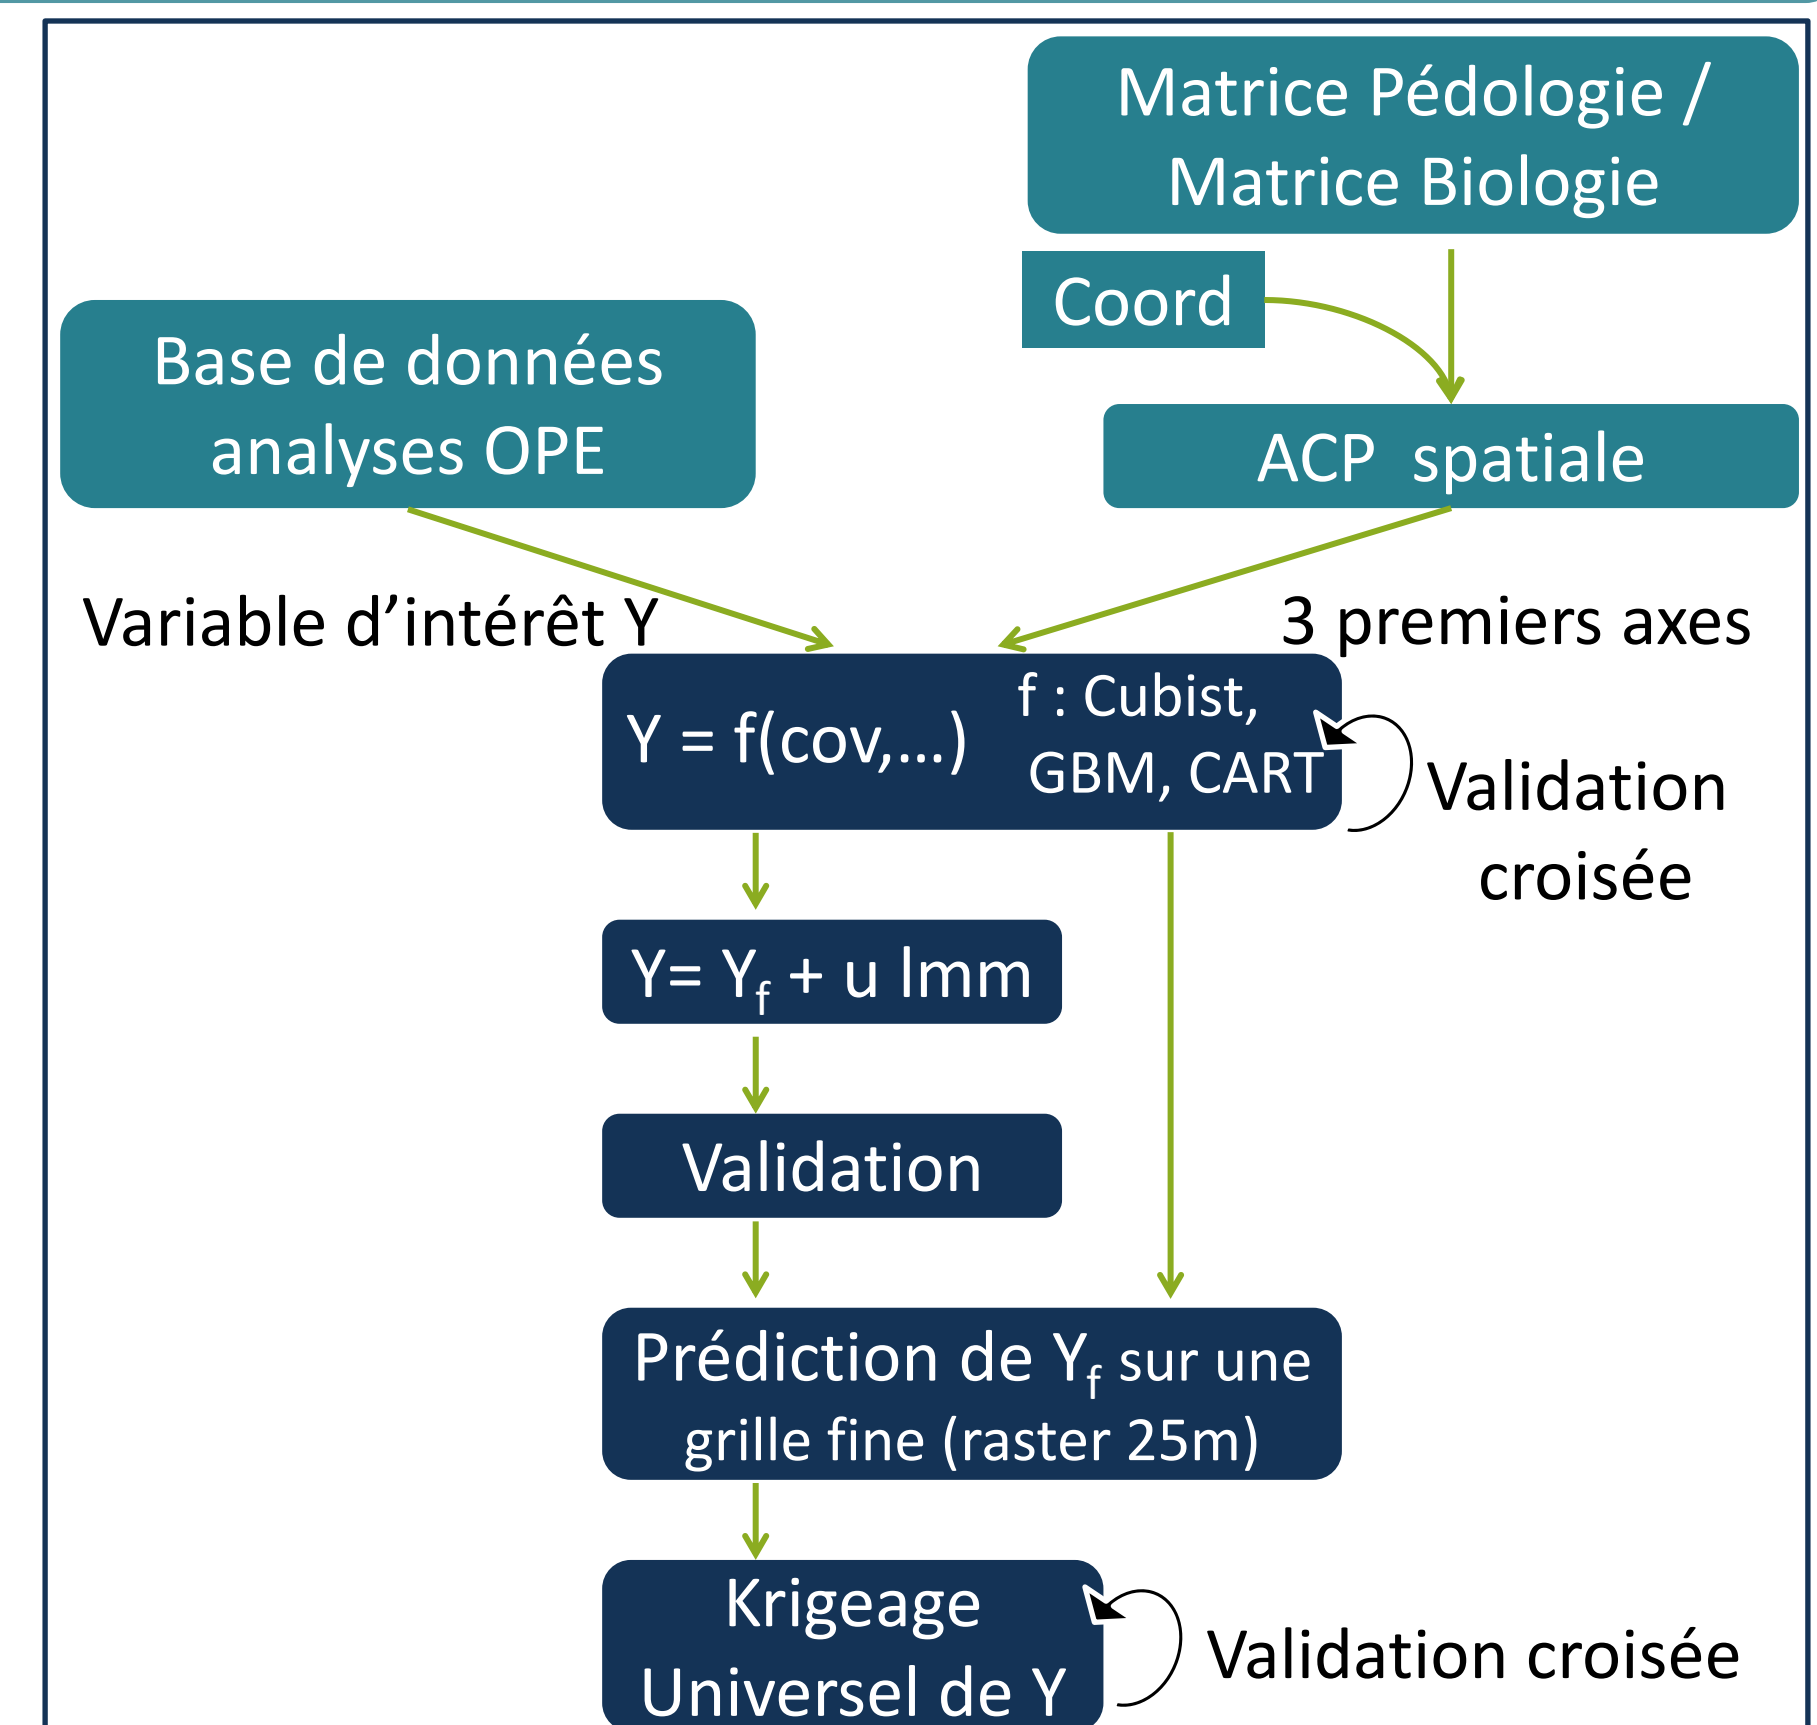 Matrice Pédologie /
Matrice Biologie
Coord
Base de données
analyses OPE
ACP spatiale
Variable d’intérêt Y
3 premiers axes
Y = f(cov,...)
f : Cubist,
GBM, CART
Validation
croisée
Y= Yf + u lmm
Validation
Prédiction de Yf sur une
grille fine (raster 25m)
Krigeage
Universel de Y
Validation croisée